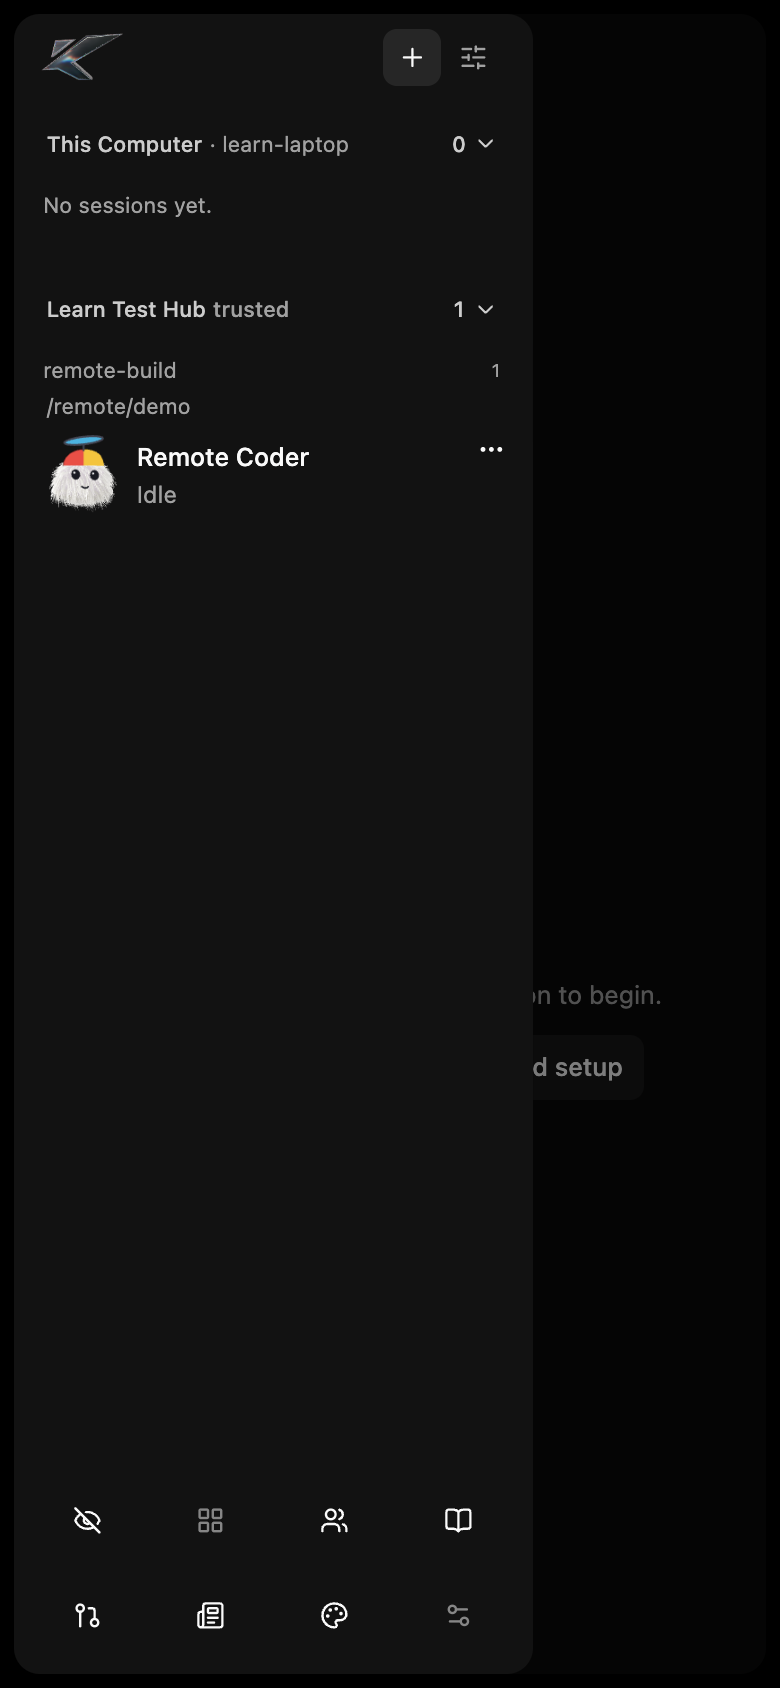 This Computer · learn-laptop 0
No sessions yet.
Learn Test Hub trusted 1
remote-build 1
/remote/demo
Remote Coder
Idle
on to begin.
d setup